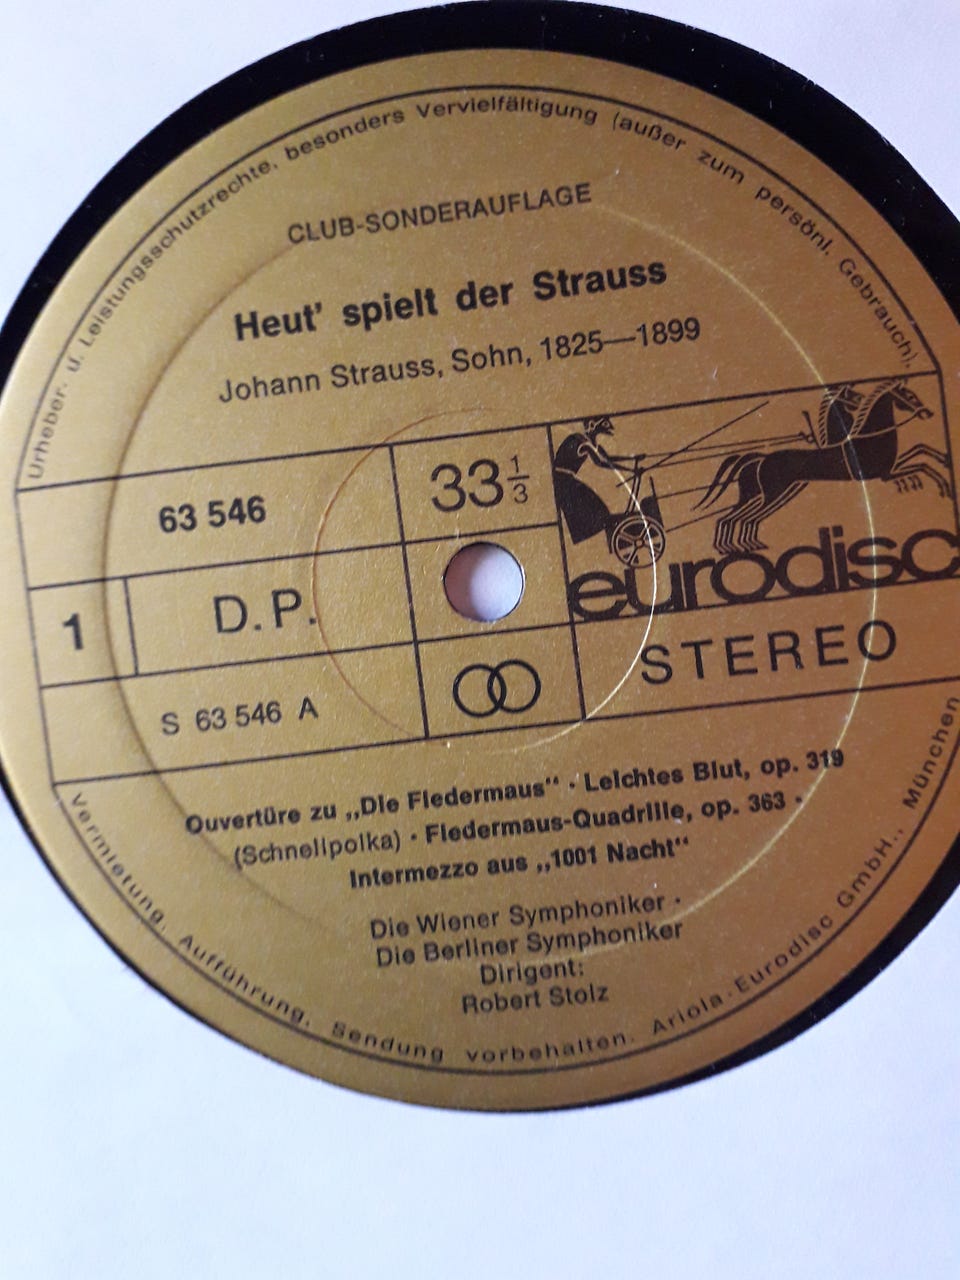 Urheber- u. Leistungsschutzrechte, besonders Vervielfältigung (außer zum persönl. Gebrauch),
CLUB-SONDERAUFLAGE
Heut' spielt der Strauss
Johann Strauss, Sohn, 1825—1899
63 546
33 1/3
eurodisc
1
D.P.
S 63 546 A
STEREO
Ouvertüre zu „Die Fledermaus“ · Leichtes Blut, op. 319
(Schnellpolka) · Fledermaus-Quadrille, op. 363 ·
Intermezzo aus „1001 Nacht“
Die Wiener Symphoniker ·
Die Berliner Symphoniker
Dirigent:
Robert Stolz
Vermietung, Aufführung, Sendung vorbehalten. Ariola-Eurodisc GmbH., München